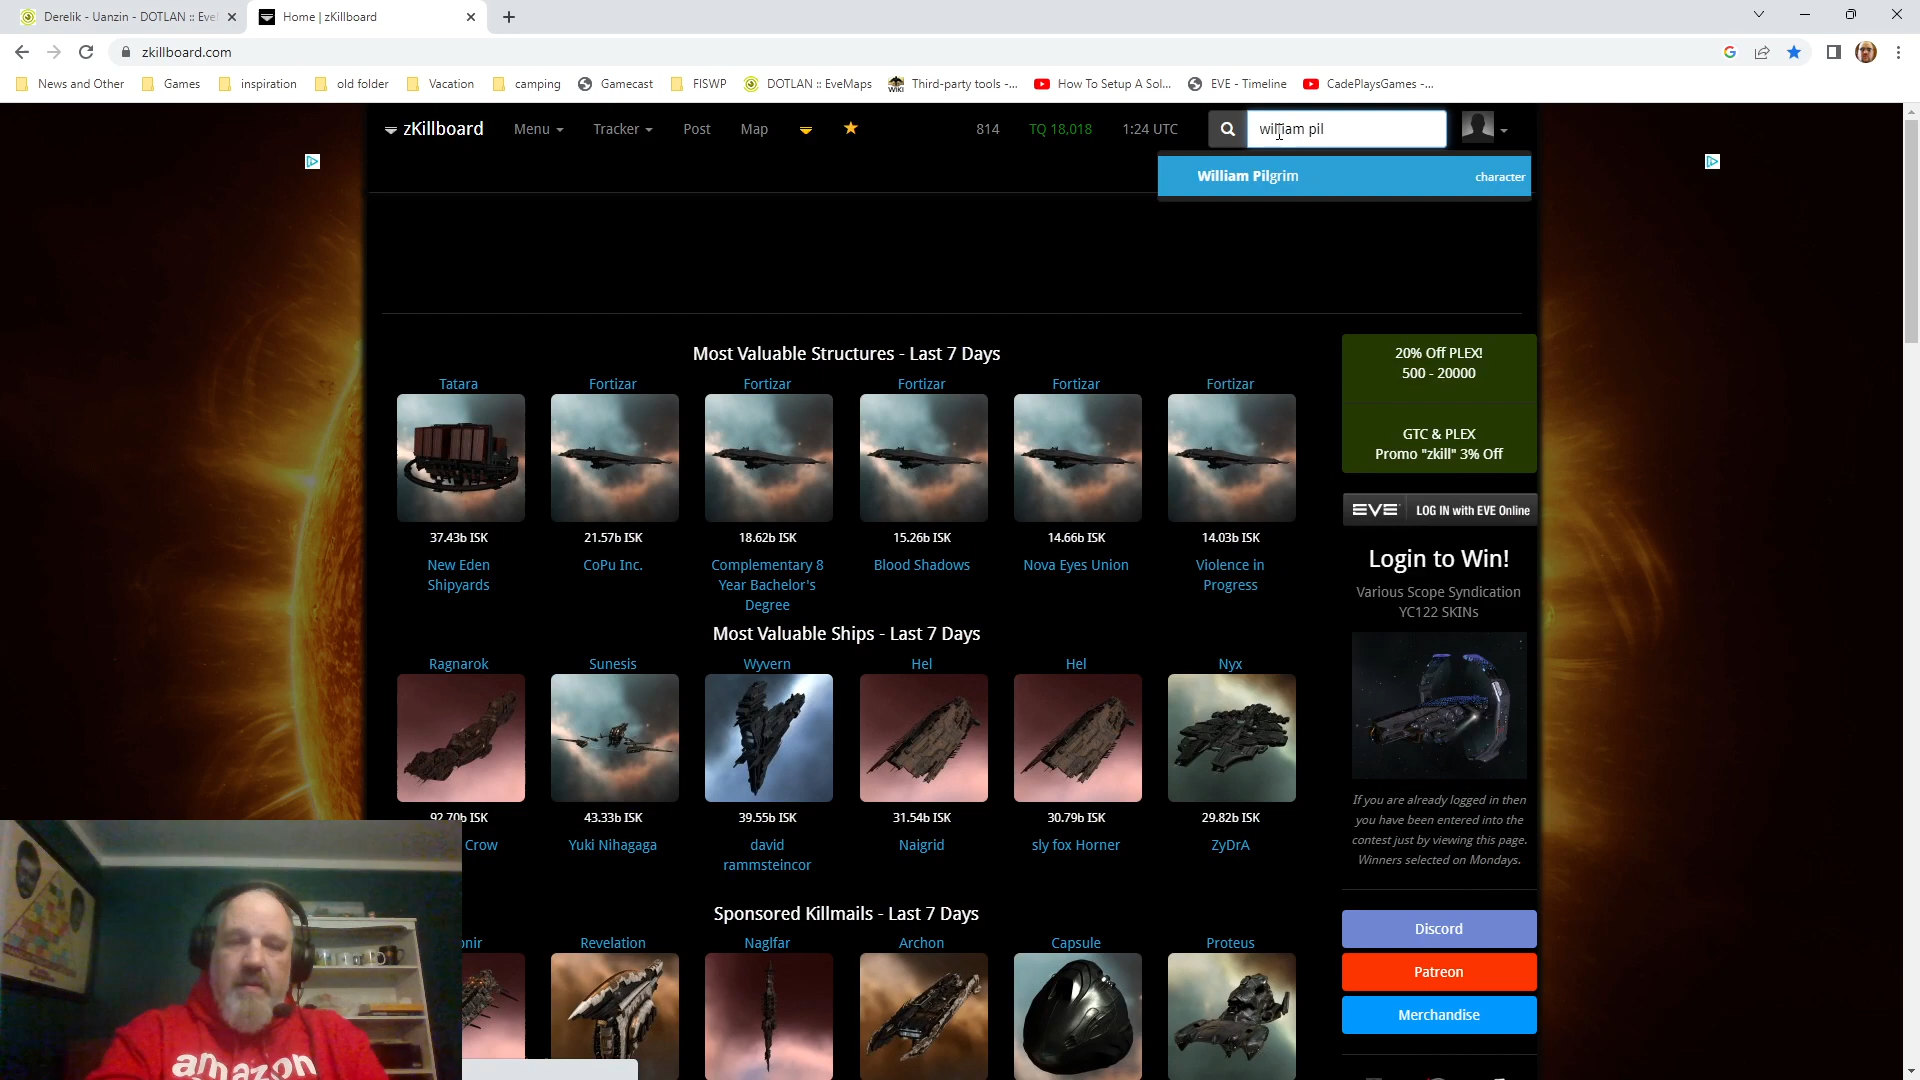 Derelik - Uanzin - DOTLAN :: Eve
Home | zKillboard
zkillboard.com
News and Other
Games
inspiration
old folder
Vacation
camping
Gamecast
FISWP
DOTLAN :: EveMaps
Third-party tools -...
How To Setup A Sol...
EVE - Timeline
CadePlaysGames -...
zKillboard
Menu
Tracker
Post
Map
814
TQ 18,018
1:24 UTC
william pil
William Pilgrim
character
Most Valuable Structures - Last 7 Days
Tatara
Fortizar
Fortizar
Fortizar
Fortizar
Fortizar
37.43b ISK
21.57b ISK
18.62b ISK
15.26b ISK
14.66b ISK
14.03b ISK
New Eden
Shipyards
CoPu Inc.
Complementary 8
Year Bachelor's
Degree
Blood Shadows
Nova Eyes Union
Violence in
Progress
Most Valuable Ships - Last 7 Days
Ragnarok
Sunesis
Wyvern
Hel
Hel
Nyx
92.70b ISK
43.33b ISK
39.55b ISK
31.54b ISK
30.79b ISK
29.82b ISK
Crow
Yuki Nihagaga
david
rammsteincor
Naigrid
sly fox Horner
ZyDrA
Sponsored Killmails - Last 7 Days
Revelation
Naglfar
Archon
Capsule
Proteus
20% Off PLEX!
500 - 20000
GTC & PLEX
Promo "zkill" 3% Off
EVE
LOG IN with EVE Online
Login to Win!
Various Scope Syndication
YC122 SKINs
If you are already logged in then
you have been entered into the
contest just by viewing this page.
Winners selected on Mondays.
Discord
Patreon
Merchandise
amazon